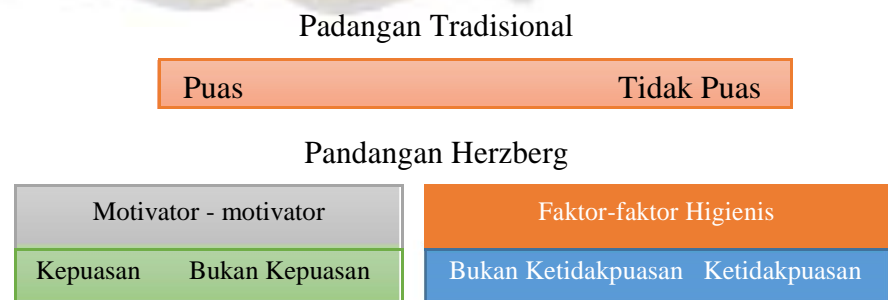 Padangan Tradisional
Puas Tidak Puas
Pandangan Herzberg
Motivator - motivator Faktor-faktor Higienis
Kepuasan Bukan Kepuasan Bukan Ketidakpuasan Ketidakpuasan